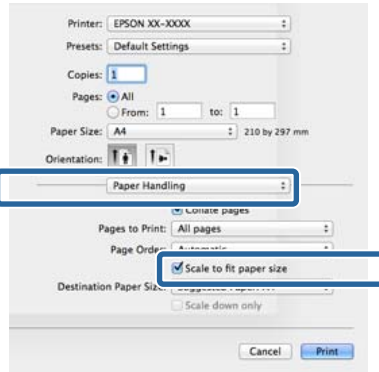 Printer: EPSON XX-XXXX
Presets: Default Settings
Copies: 1
Pages: All
From: 1 to: 1
Paper Size: A4 210 by 297 mm
Orientation:
Paper Handling
Collate pages
Pages to Print: All pages
Page Order: Automatic
Scale to fit paper size
Destination Paper Size:
Scale down only
Cancel Print